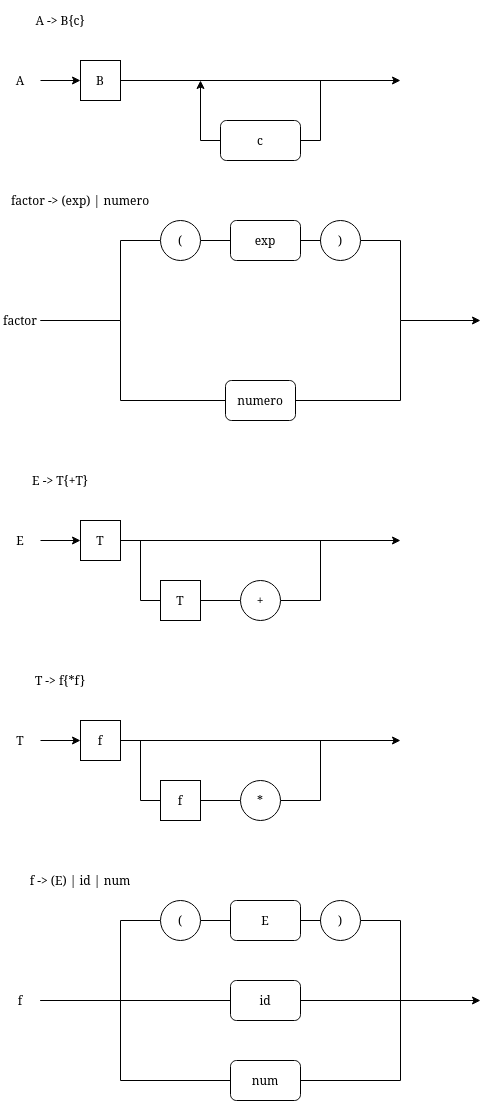 A -> B{c}
A B
c
factor -> (exp) | numero
( exp )
factor
numero
E -> T{+T}
E T
T +
T -> f{*f}
T f
f *
f -> (E) | id | num
( E )
f id
num